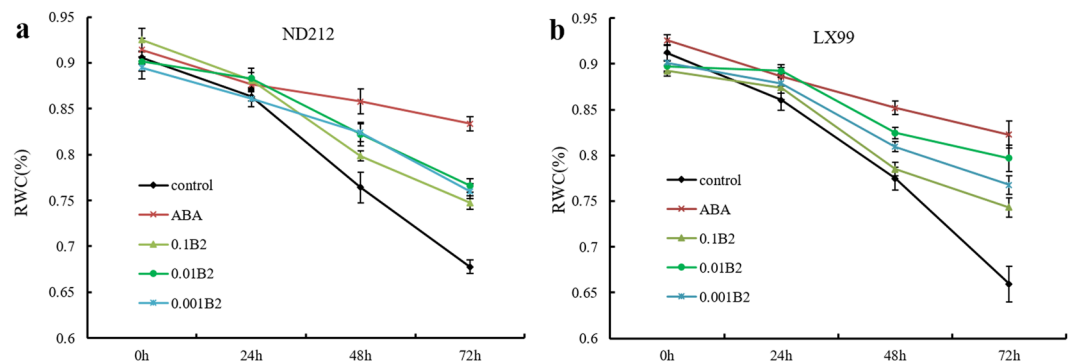 a
ND212
RWC(%)
0.95
0.9
0.85
0.8
0.75
0.7
0.65
0.6
control
ABA
0.1B2
0.01B2
0.001B2
0h 24h 48h 72h
b
LX99
RWC(%)
0.95
0.9
0.85
0.8
0.75
0.7
0.65
0.6
control
ABA
0.1B2
0.01B2
0.001B2
0h 24h 48h 72h